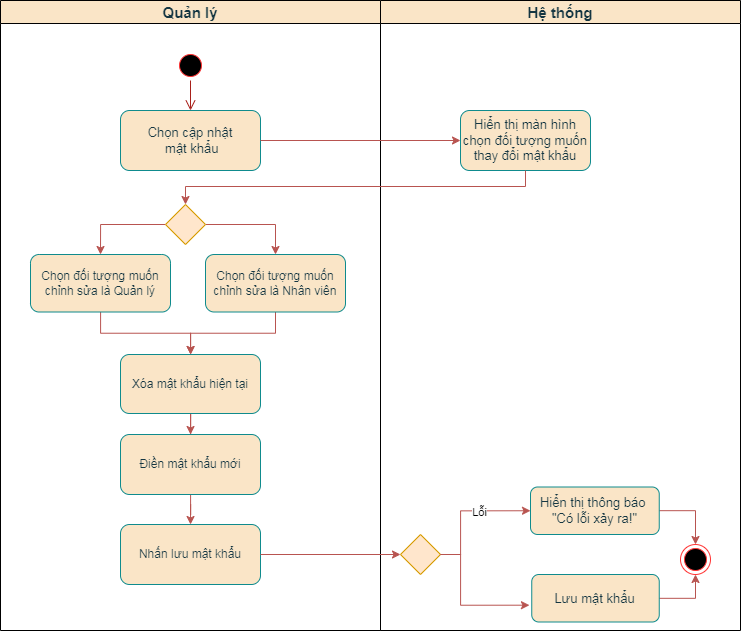 Quản lý
Hệ thống
Chọn cập nhật
mật khẩu
Hiển thị màn hình
chọn đối tượng muốn
thay đổi mật khẩu
Chọn đối tượng muốn
chỉnh sửa là Quản lý
Chọn đối tượng muốn
chỉnh sửa là Nhân viên
Xóa mật khẩu hiện tại
Điền mật khẩu mới
Nhấn lưu mật khẩu
Lỗi
Hiển thị thông báo
"Có lỗi xảy ra!"
Lưu mật khẩu